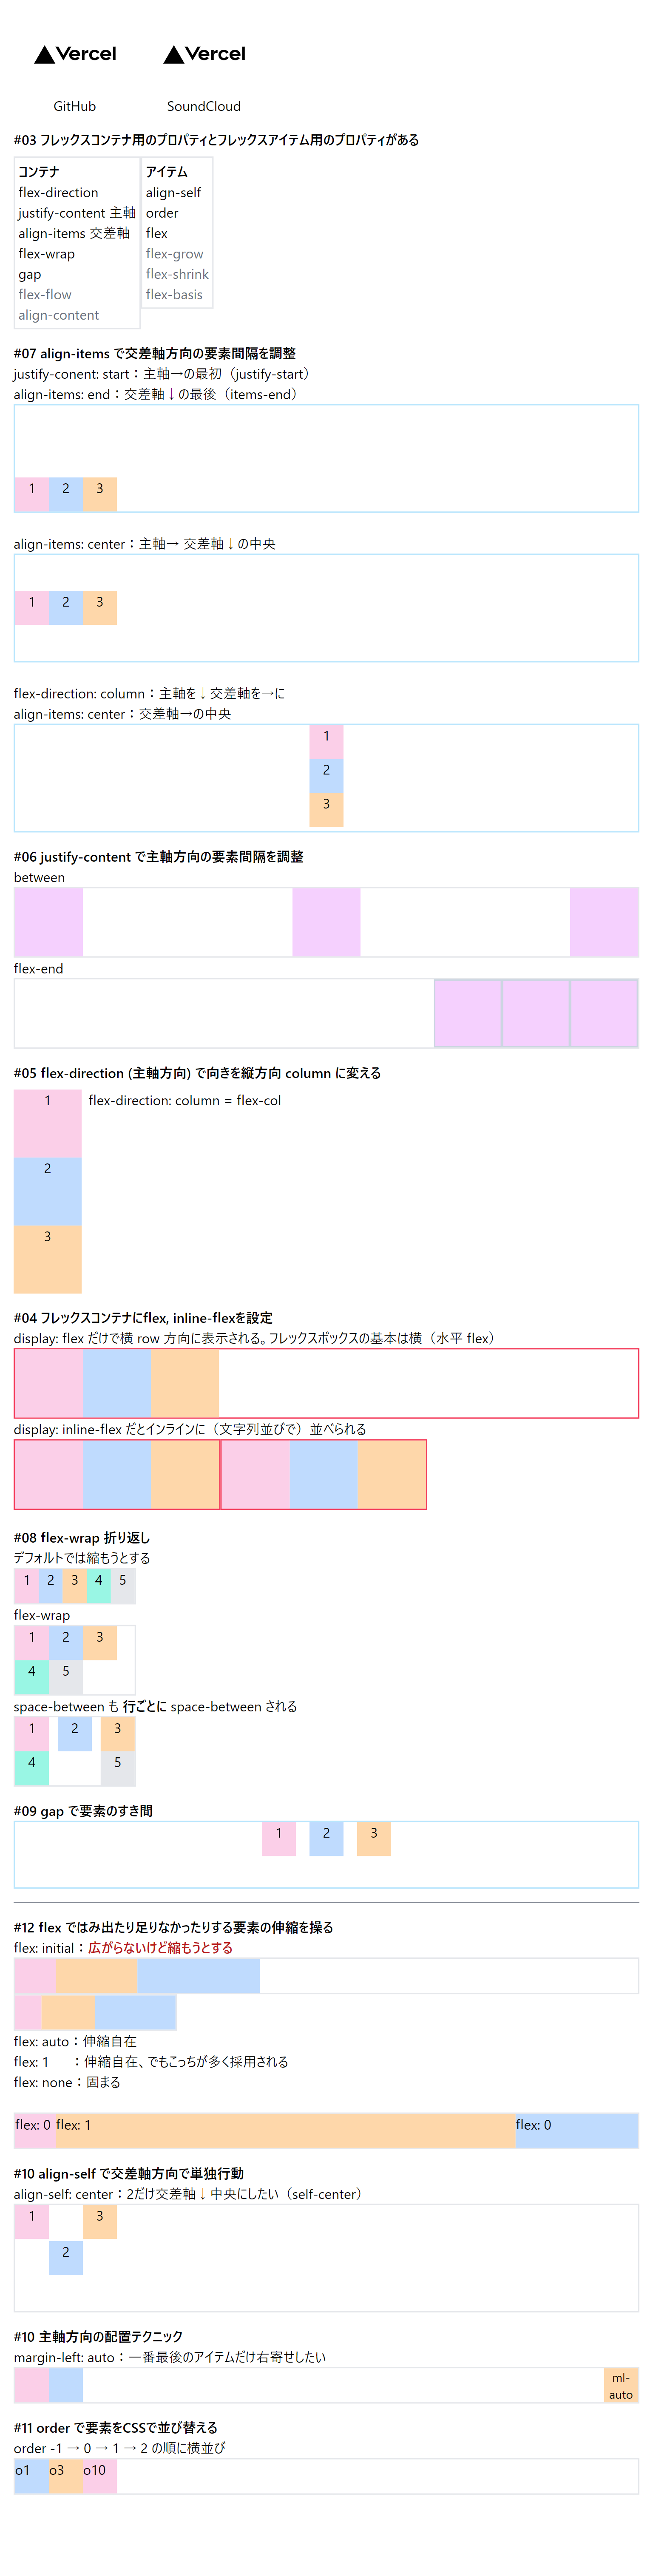 Vercel Vercel
GitHub SoundCloud
#03 フレックスコンテナ用のプロパティとフレックスアイテム用のプロパティがある
コンテナ
flex-direction
justify-content 主軸
align-items 交差軸
flex-wrap
gap
flex-flow
align-content
アイテム
align-self
order
flex
flex-grow
flex-shrink
flex-basis
#07 align-items で交差軸方向の要素間隔を調整
justify-conent: start：主軸→の最初（justify-start）
align-items: end：交差軸↓の最後（items-end）
1 2 3
align-items: center：主軸→ 交差軸↓の中央
1 2 3
flex-direction: column：主軸を↓交差軸を→に
align-items: center：交差軸→の中央
1
2
3
#06 justify-content で主軸方向の要素間隔を調整
between
flex-end
#05 flex-direction (主軸方向) で向きを縦方向 column に変える
1 flex-direction: column = flex-col
2
3
#04 フレックスコンテナにflex, inline-flexを設定
display: flex だけで横 row 方向に表示される。フレックスボックスの基本は横（水平 flex）
display: inline-flex だとインラインに（文字列並びで）並べられる
#08 flex-wrap 折り返し
デフォルトでは縮もうとする
1 2 3 4 5
flex-wrap
1 2 3
4 5
space-between も 行ごとに space-between される
1 2 3
4 5
#09 gap で要素のすき間
1 2 3
#12 flex ではみ出たり足りなかったりする要素の伸縮を操る
flex: initial：広がらないけど縮もうとする
flex: auto：伸縮自在
flex: 1 ：伸縮自在、でもこっちが多く採用される
flex: none：固まる
flex: 0 flex: 1 flex: 0
#10 align-self で交差軸方向で単独行動
align-self: center：2だけ交差軸↓中央にしたい（self-center）
1 3
2
#10 主軸方向の配置テクニック
margin-left: auto：一番最後のアイテムだけ右寄せしたい
ml-
auto
#11 order で要素をCSSで並び替える
order -1 → 0 → 1 → 2 の順に横並び
o1 o3 o10